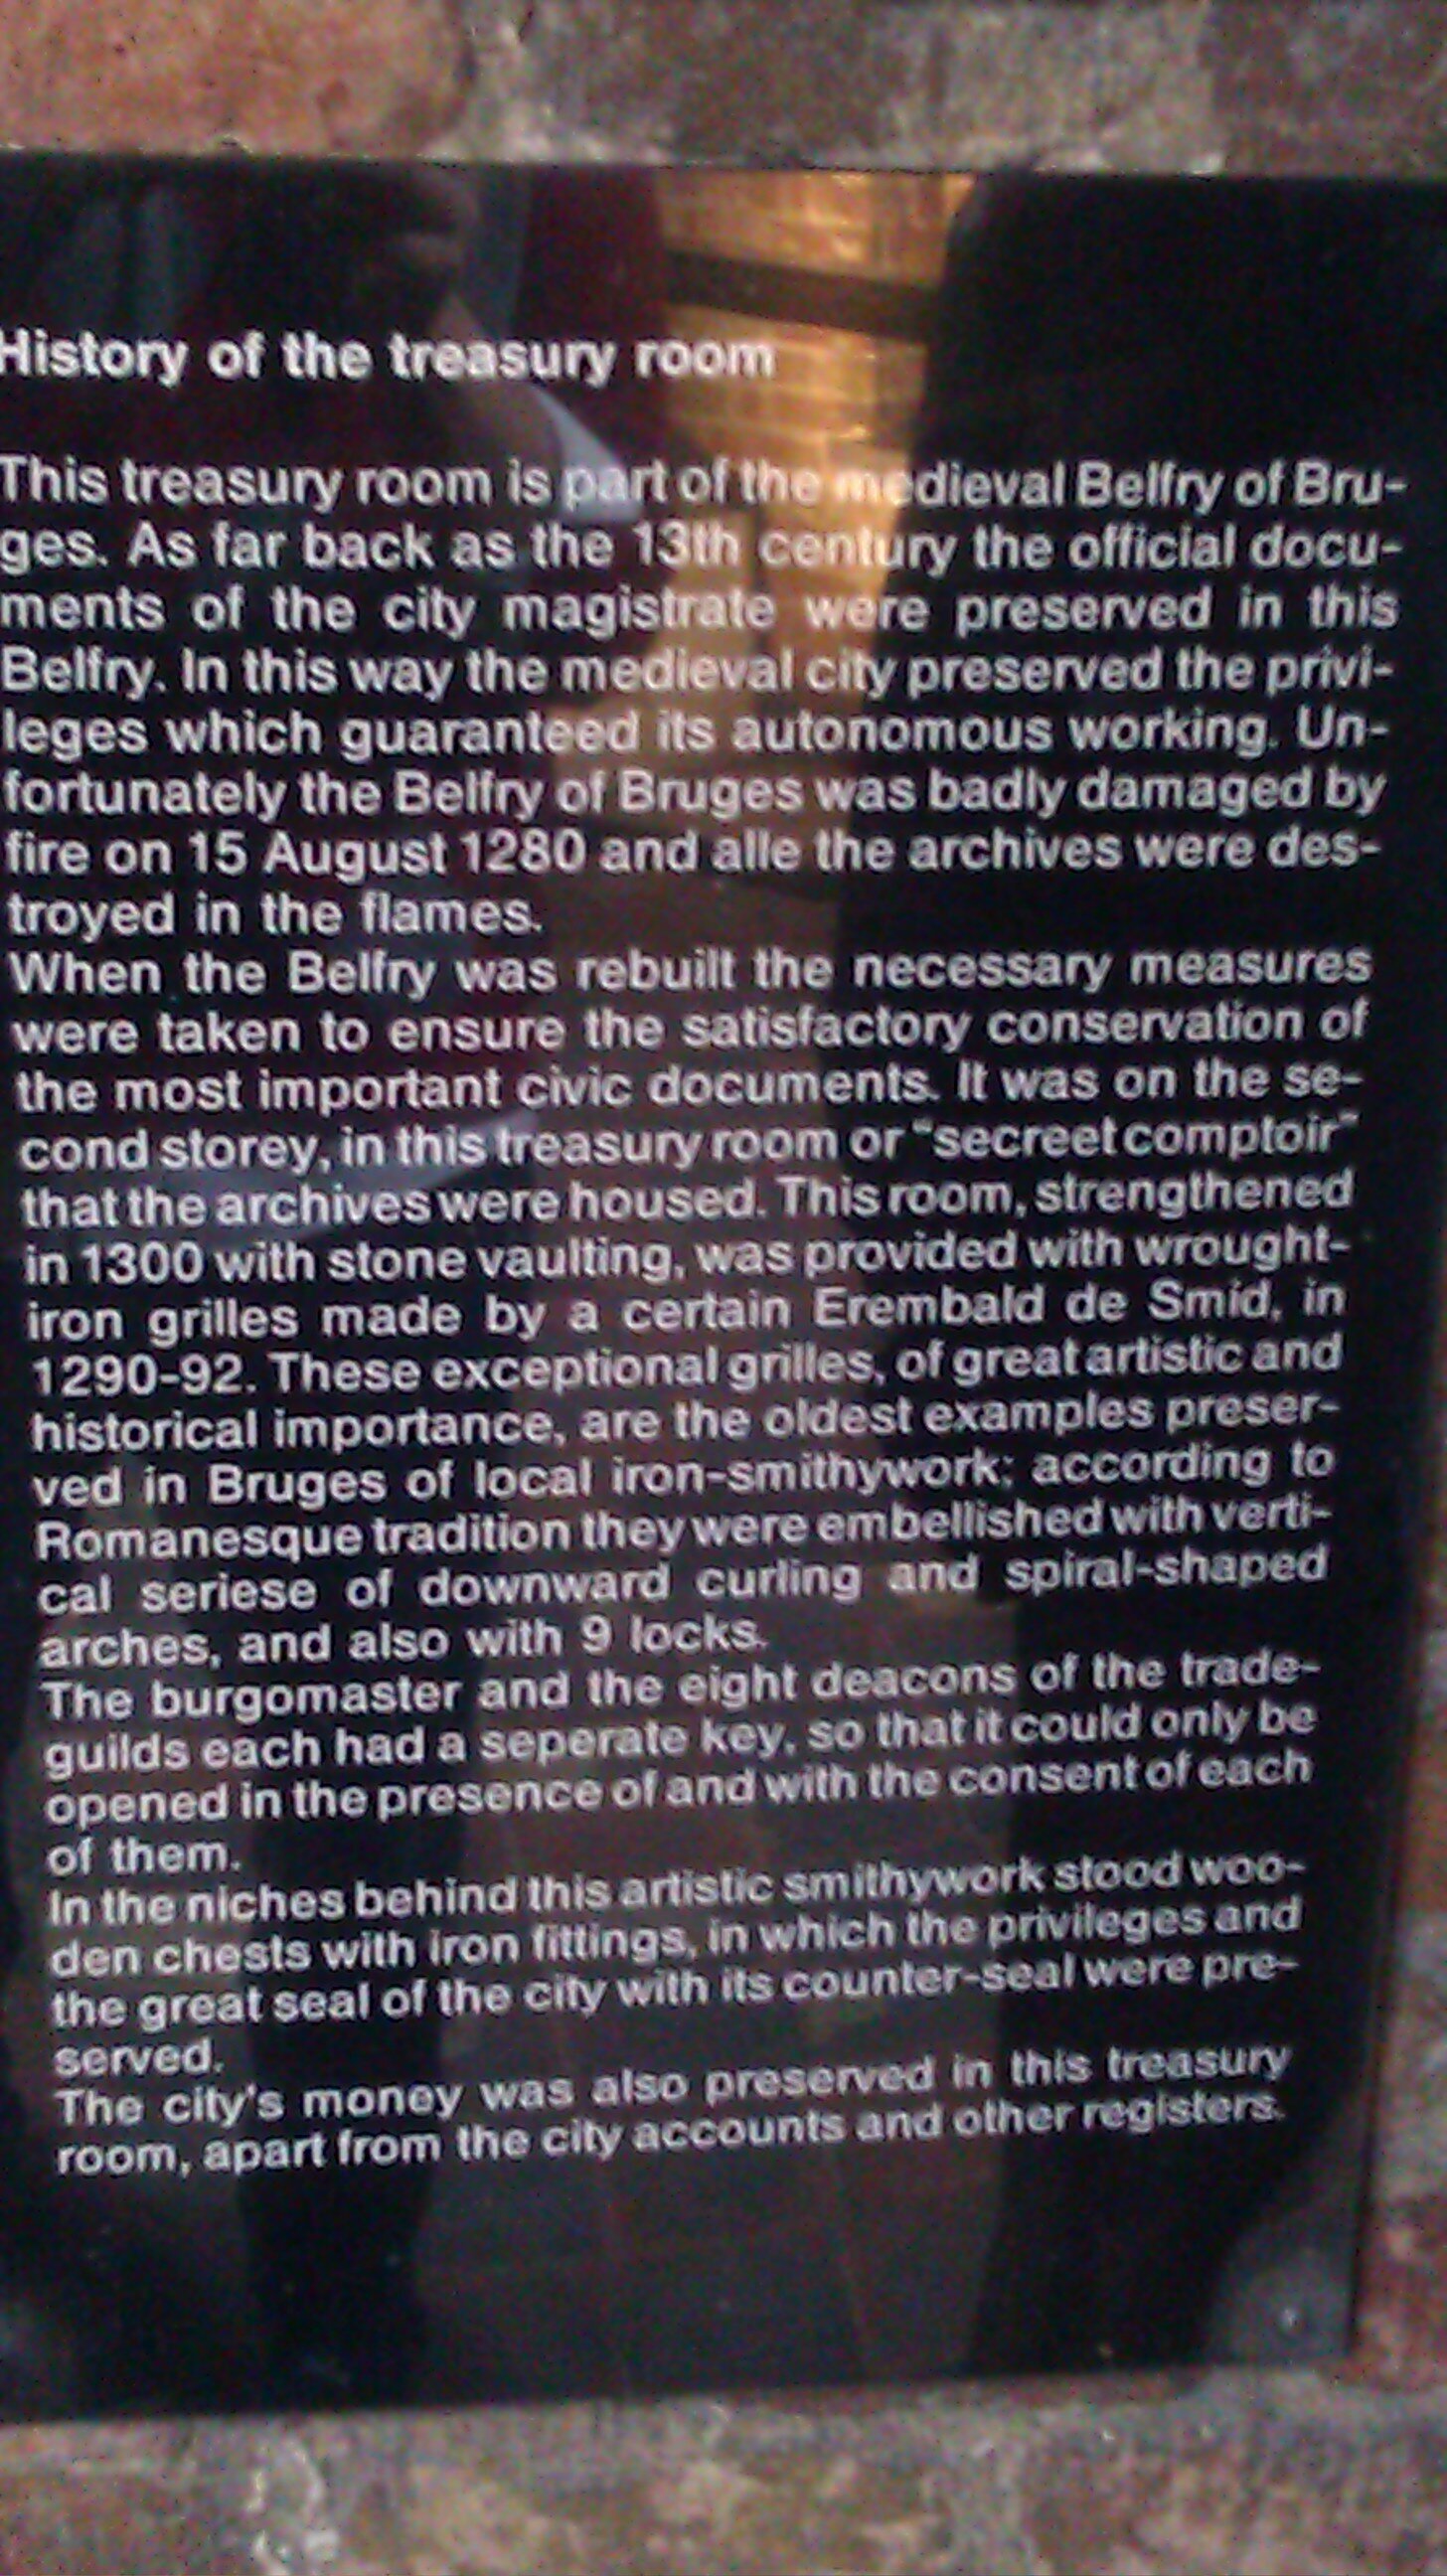 History of the treasury room
This treasury room is part of the medieval Belfry of Bru-
ges. As far back as the 13th century the official docu-
ments of the city magistrate were preserved in this
Belfry. In this way the medieval city preserved the privi-
leges which guaranteed its autonomous working. Un-
fortunately the Belfry of Bruges was badly damaged by
fire on 15 August 1280 and alle the archives were des-
troyed in the flames.
When the Belfry was rebuilt the necessary measures
were taken to ensure the satisfactory conservation of
the most important civic documents. It was on the se-
cond storey, in this treasury room or "secreet comptoir"
that the archives were housed. This room, strengthened
in 1300 with stone vaulting, was provided with wrought-
iron grilles made by a certain Erembald de Smid, in
1290-92. These exceptional grilles, of great artistic and
historical importance, are the oldest examples preser-
ved in Bruges of local iron-smithywork; according to
Romanesque tradition they were embellished with verti-
cal seriese of downward curling and spiral-shaped
arches, and also with 9 locks.
The burgomaster and the eight deacons of the trade-
guilds each had a seperate key, so that it could only be
opened in the presence of and with the consent of each
of them.
In the niches behind this artistic smithywork stood woo-
den chests with iron fittings, in which the privileges and
the great seal of the city with its counter-seal were pre-
served.
The city's money was also preserved in this treasury
room, apart from the city accounts and other registers.